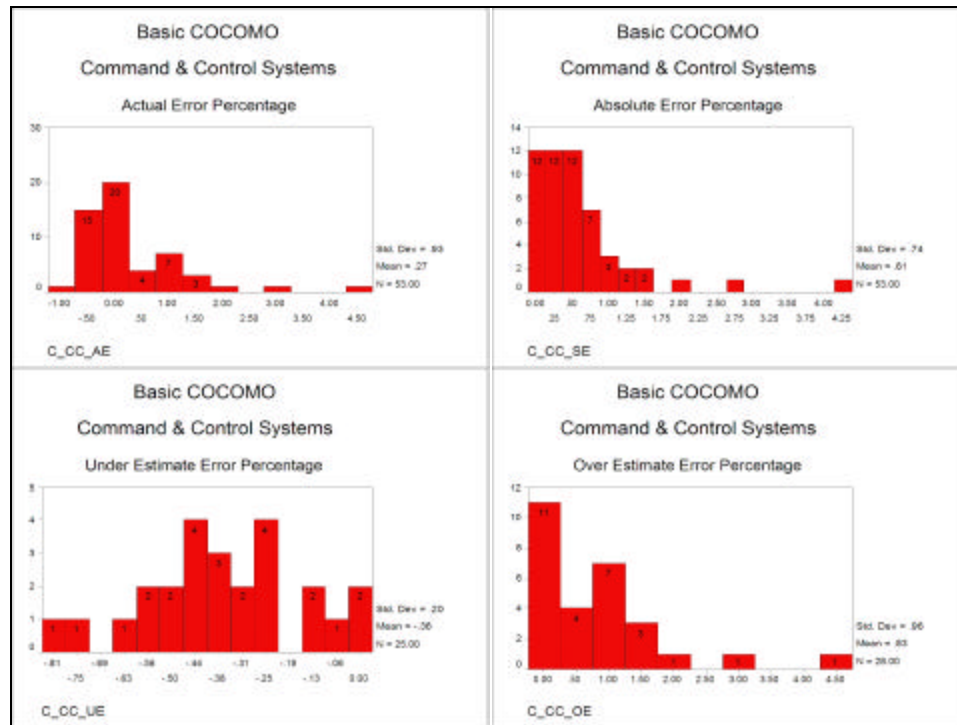 Basic COCOMO
Command & Control Systems
Actual Error Percentage
30
20
10
0
15
20
4
7
3
Std. Dev = .93
Mean = .27
N = 53.00
-1.00 0.00 1.00 2.00 3.00 4.00
-.50 .50 1.50 2.50 3.50 4.50
C_CC_AE
Basic COCOMO
Command & Control Systems
Absolute Error Percentage
14
12
10
8
6
4
2
0
12 12 12
7
3
2 2
Std. Dev = .74
Mean = .61
N = 53.00
0.00 .50 1.00 1.50 2.00 2.50 3.00 3.50 4.00
.25 .75 1.25 1.75 2.25 2.75 3.25 3.75 4.25
C_CC_SE
Basic COCOMO
Command & Control Systems
Under Estimate Error Percentage
5
4
3
2
1
0
1 1 1 2 2 4 3 2 4 2 1 2
Std. Dev = .20
Mean = -.36
N = 25.00
-.81 -.69 -.56 -.44 -.31 -.19 -.06
-.75 -.63 -.50 -.38 -.25 -.13 0.00
C_CC_UE
Basic COCOMO
Command & Control Systems
Over Estimate Error Percentage
12
10
8
6
4
2
0
11
4
7
3
1
1
1
Std. Dev = .96
Mean = .83
N = 28.00
0.00 .50 1.00 1.50 2.00 2.50 3.00 3.50 4.00 4.50
C_CC_OE